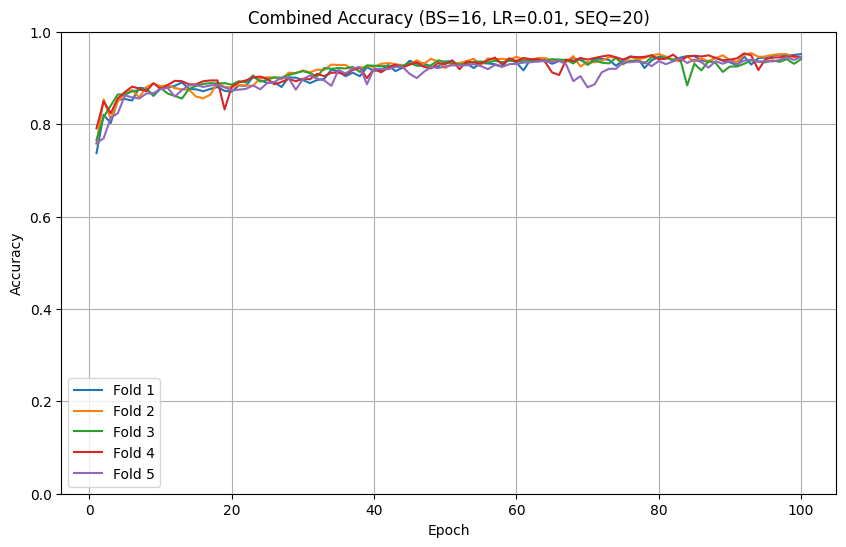 Combined Accuracy (BS=16, LR=0.01, SEQ=20)
1.0
0.8
0.6
0.4
0.2
0.0
Accuracy
Fold 1
Fold 2
Fold 3
Fold 4
Fold 5
0 20 40 60 80 100
Epoch